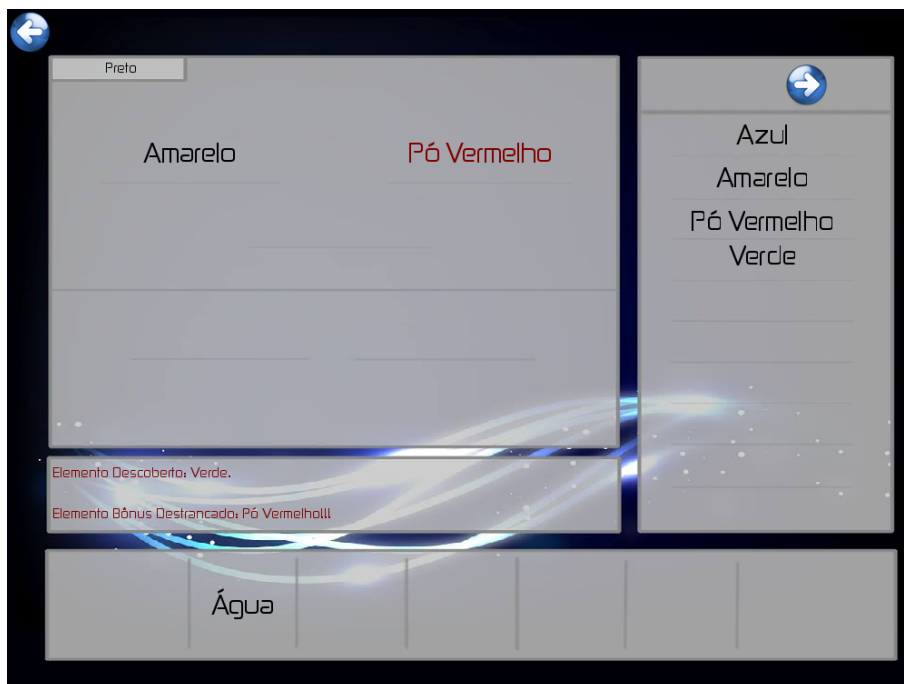 Preto
Amarelo
Pó Vermelho
Azul
Amarelo
Pó Vermelho
Verde
Elemento Descoberto: Verde.
Elemento Bônus Destrancado: Pó Vermelho!!!
Água